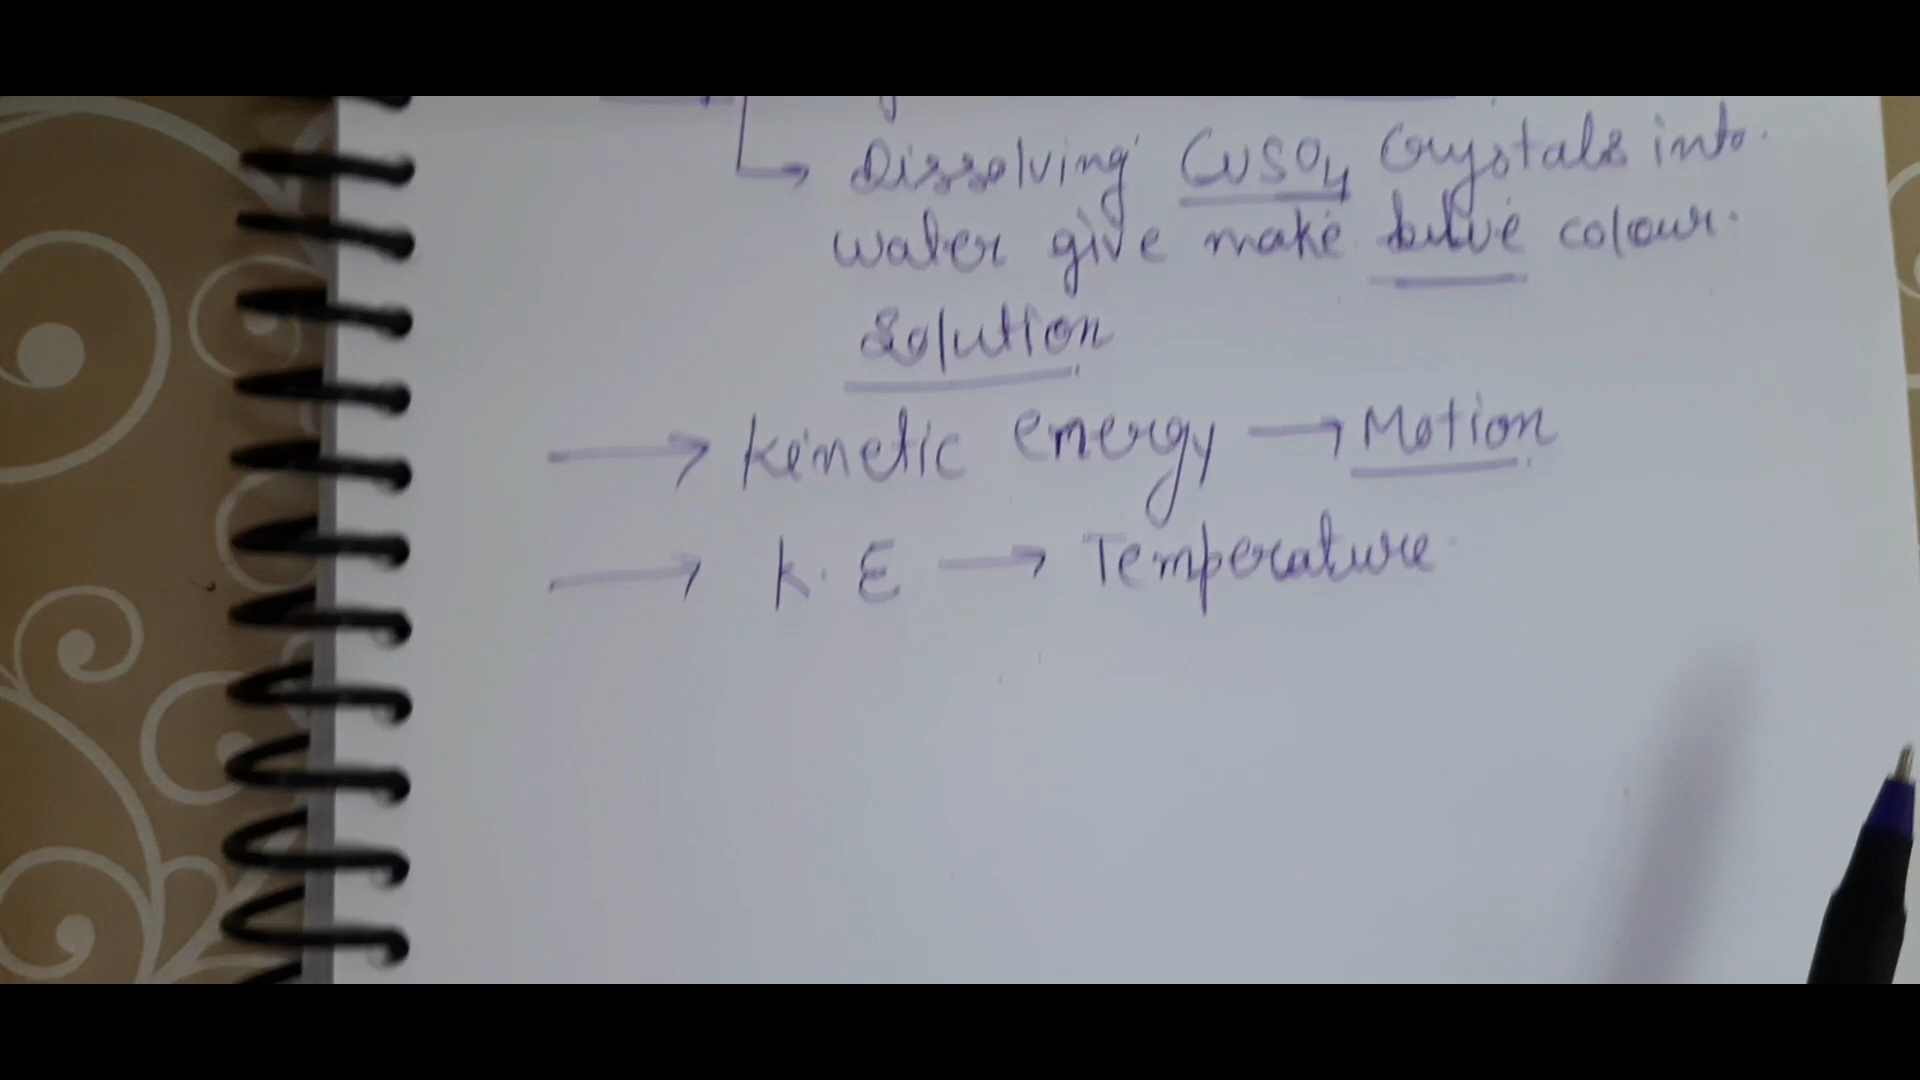 ↳ Dissolving CuSO4 Crystals into
water give make blue colour.
solution
→ kinetic energy → Motion
→ K.E → Temperature